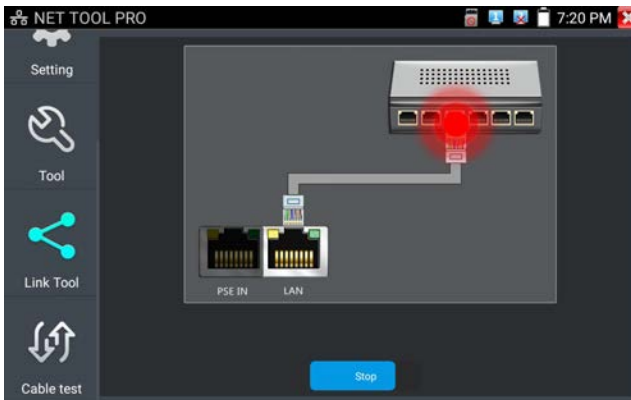 NET TOOL PRO
7:20 PM
Setting
Tool
Link Tool
Cable test
PSE IN
LAN
Stop